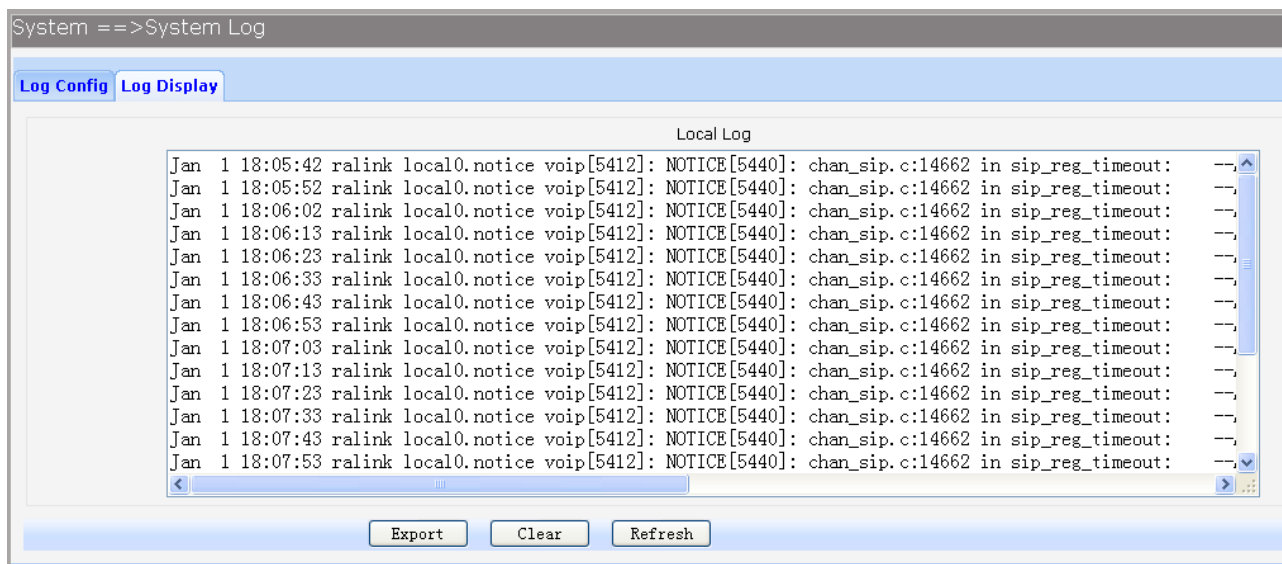 System ==>System Log
Log Config Log Display
Local Log
Jan  1 18:05:42 ralink local0.notice voip[5412]: NOTICE[5440]: chan_sip.c:14662 in sip_reg_timeout:    --
Jan  1 18:05:52 ralink local0.notice voip[5412]: NOTICE[5440]: chan_sip.c:14662 in sip_reg_timeout:    --
Jan  1 18:06:02 ralink local0.notice voip[5412]: NOTICE[5440]: chan_sip.c:14662 in sip_reg_timeout:    --
Jan  1 18:06:13 ralink local0.notice voip[5412]: NOTICE[5440]: chan_sip.c:14662 in sip_reg_timeout:    --
Jan  1 18:06:23 ralink local0.notice voip[5412]: NOTICE[5440]: chan_sip.c:14662 in sip_reg_timeout:    --
Jan  1 18:06:33 ralink local0.notice voip[5412]: NOTICE[5440]: chan_sip.c:14662 in sip_reg_timeout:    --
Jan  1 18:06:43 ralink local0.notice voip[5412]: NOTICE[5440]: chan_sip.c:14662 in sip_reg_timeout:    --
Jan  1 18:06:53 ralink local0.notice voip[5412]: NOTICE[5440]: chan_sip.c:14662 in sip_reg_timeout:    --
Jan  1 18:07:03 ralink local0.notice voip[5412]: NOTICE[5440]: chan_sip.c:14662 in sip_reg_timeout:    --
Jan  1 18:07:13 ralink local0.notice voip[5412]: NOTICE[5440]: chan_sip.c:14662 in sip_reg_timeout:    --
Jan  1 18:07:23 ralink local0.notice voip[5412]: NOTICE[5440]: chan_sip.c:14662 in sip_reg_timeout:    --
Jan  1 18:07:33 ralink local0.notice voip[5412]: NOTICE[5440]: chan_sip.c:14662 in sip_reg_timeout:    --
Jan  1 18:07:43 ralink local0.notice voip[5412]: NOTICE[5440]: chan_sip.c:14662 in sip_reg_timeout:    --
Jan  1 18:07:53 ralink local0.notice voip[5412]: NOTICE[5440]: chan_sip.c:14662 in sip_reg_timeout:    --
Export Clear Refresh